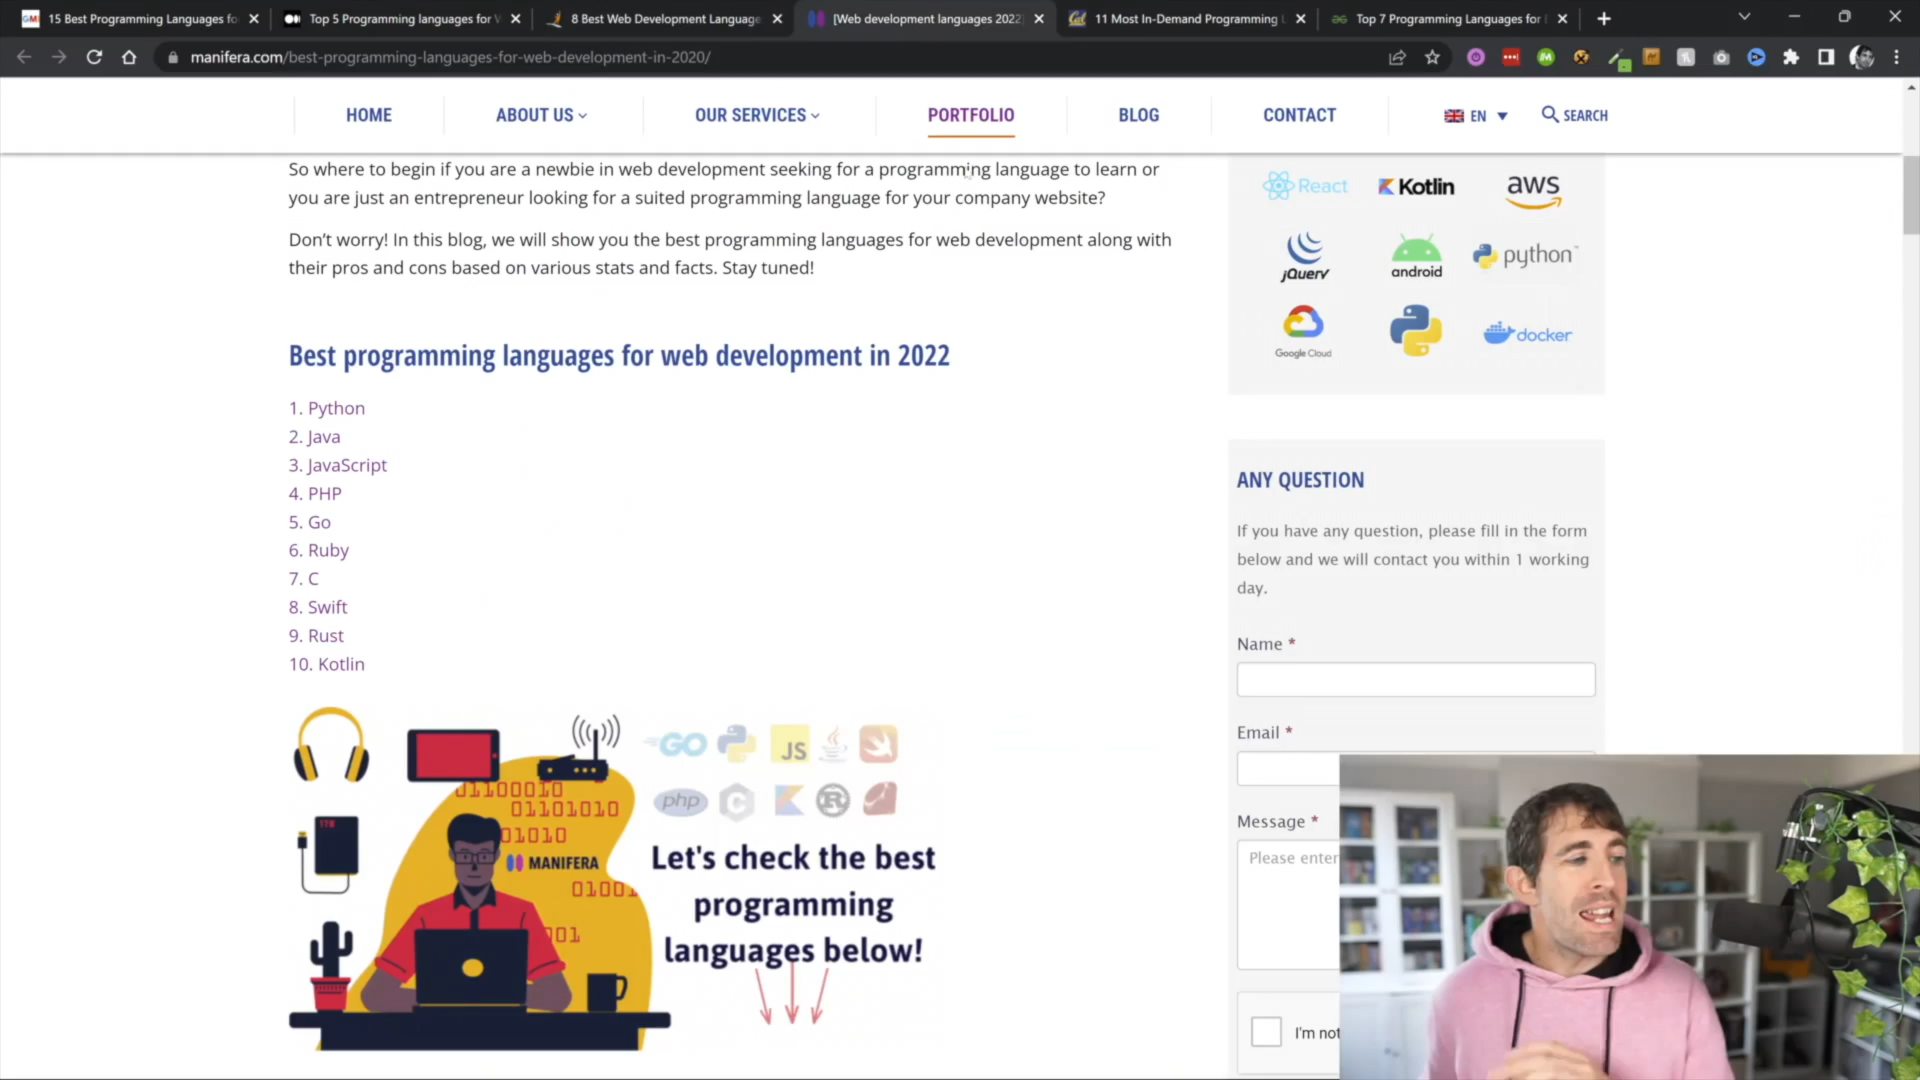 15 Best Programming Languages fo
Top 5 Programming languages for
8 Best Web Development Language
[Web development languages 2022
11 Most In-Demand Programming
Top 7 Programming Languages for
manifera.com/best-programming-languages-for-web-development-in-2020/
HOME
ABOUT US
OUR SERVICES
PORTFOLIO
BLOG
CONTACT
EN
SEARCH
So where to begin if you are a newbie in web development seeking for a programming language to learn or
you are just an entrepreneur looking for a suited programming language for your company website?
Don't worry! In this blog, we will show you the best programming languages for web development along with
their pros and cons based on various stats and facts. Stay tuned!
Best programming languages for web development in 2022
1. Python
2. Java
3. JavaScript
4. PHP
5. Go
6. Ruby
7. C
8. Swift
9. Rust
10. Kotlin
01100010
01101010
01010
MANIFERA
0100
001
GO
JS
php
C
R
Let's check the best
programming
languages below!
React
Kotlin
aws
jQuery
android
python
Google Cloud
docker
ANY QUESTION
If you have any question, please fill in the form
below and we will contact you within 1 working
day.
Name *
Email *
Message *
Please enter
I'm not